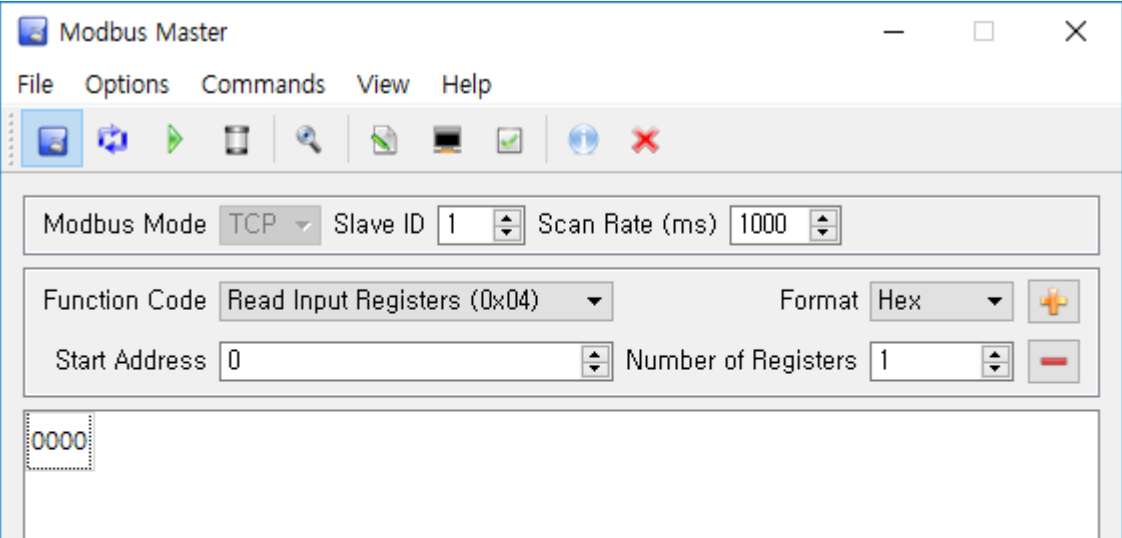 Modbus Master
File Options Commands View Help
Modbus Mode TCP Slave ID 1 Scan Rate (ms) 1000
Function Code Read Input Registers (0x04) Format Hex
Start Address 0 Number of Registers 1
0000